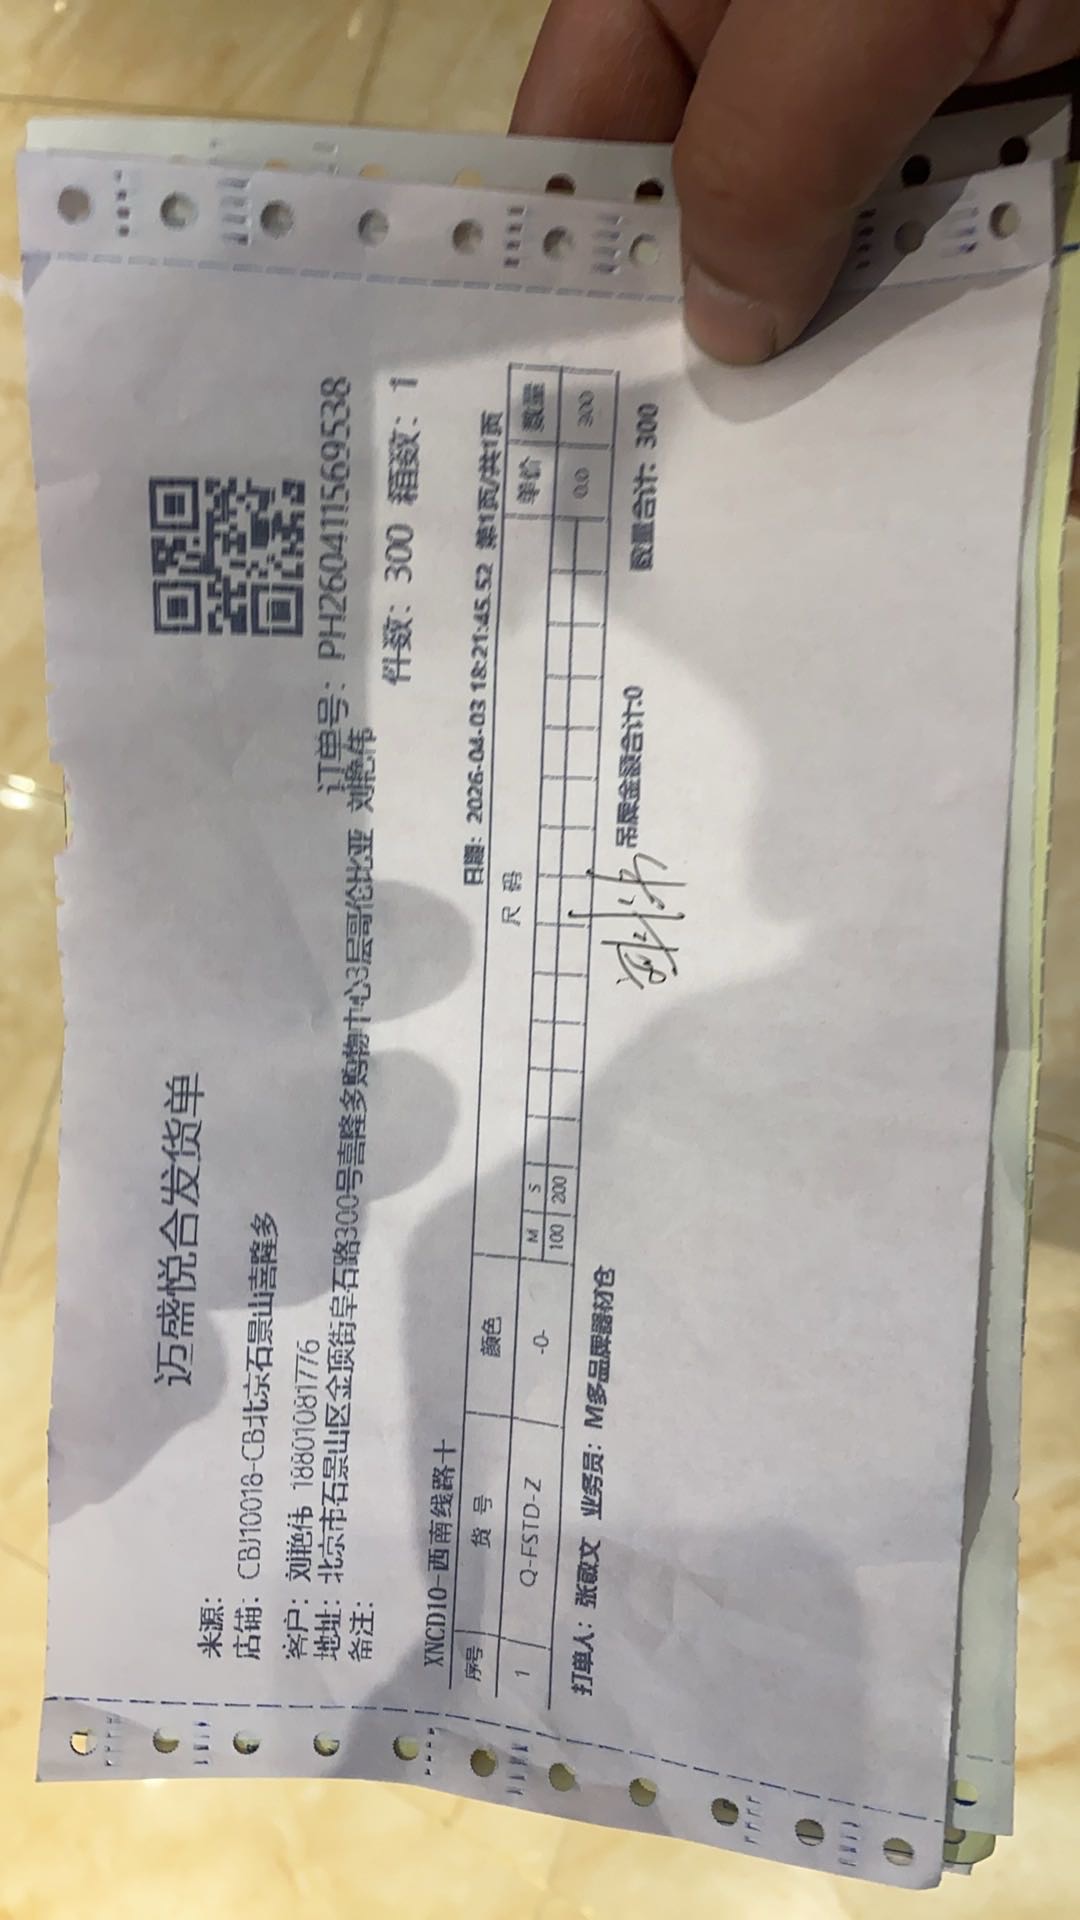 迈盛悦合发货单
来源：
店铺：CBJ10018-CB北京石景山喜隆多
客户：刘艳伟 18801081776
订单号：PH260411569538
地址：北京市石景山区金顶街阜石路300号喜隆多购物中心3层哥伦比亚 刘艳伟
备注：
件数：300 箱数：1
XNCD10-西南线路十
日期：2026-04-03 18:21:45.52 第1页/共1页
序号 货号 颜色 尺码 单价 数量
M S
1 Q-FSTD-Z -0- 100 200 0.0 300
打单人：张敬文 业务员：M多品牌器材仓 吊牌金额合计:0 数量合计：300